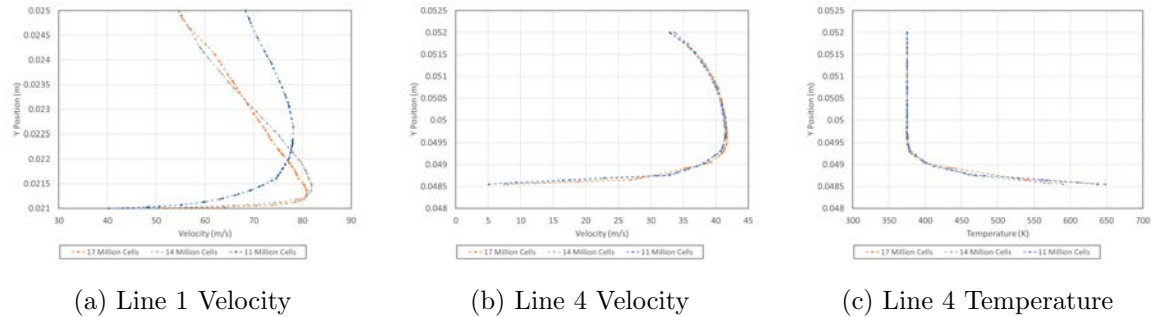 0.025
0.0245
0.024
0.0235
0.023
0.0225
0.022
0.0215
0.021
Y Position (m)
30 40 50 60 70 80 90
Velocity (m/s)
17 Million Cells 14 Million Cells 11 Million Cells
(a) Line 1 Velocity
0.0525
0.052
0.0515
0.051
0.0505
0.05
0.0495
0.049
0.0485
0.048
Y Position (m)
0 5 10 15 20 25 30 35 40 45
Velocity (m/s)
17 Million Cells 14 Million Cells 11 Million Cells
(b) Line 4 Velocity
0.0525
0.052
0.0515
0.051
0.0505
0.05
0.0495
0.049
0.0485
0.048
Y Position (m)
300 350 400 450 500 550 600 650 700
Temperature (K)
17 Million Cells 14 Million Cells 11 Million Cells
(c) Line 4 Temperature